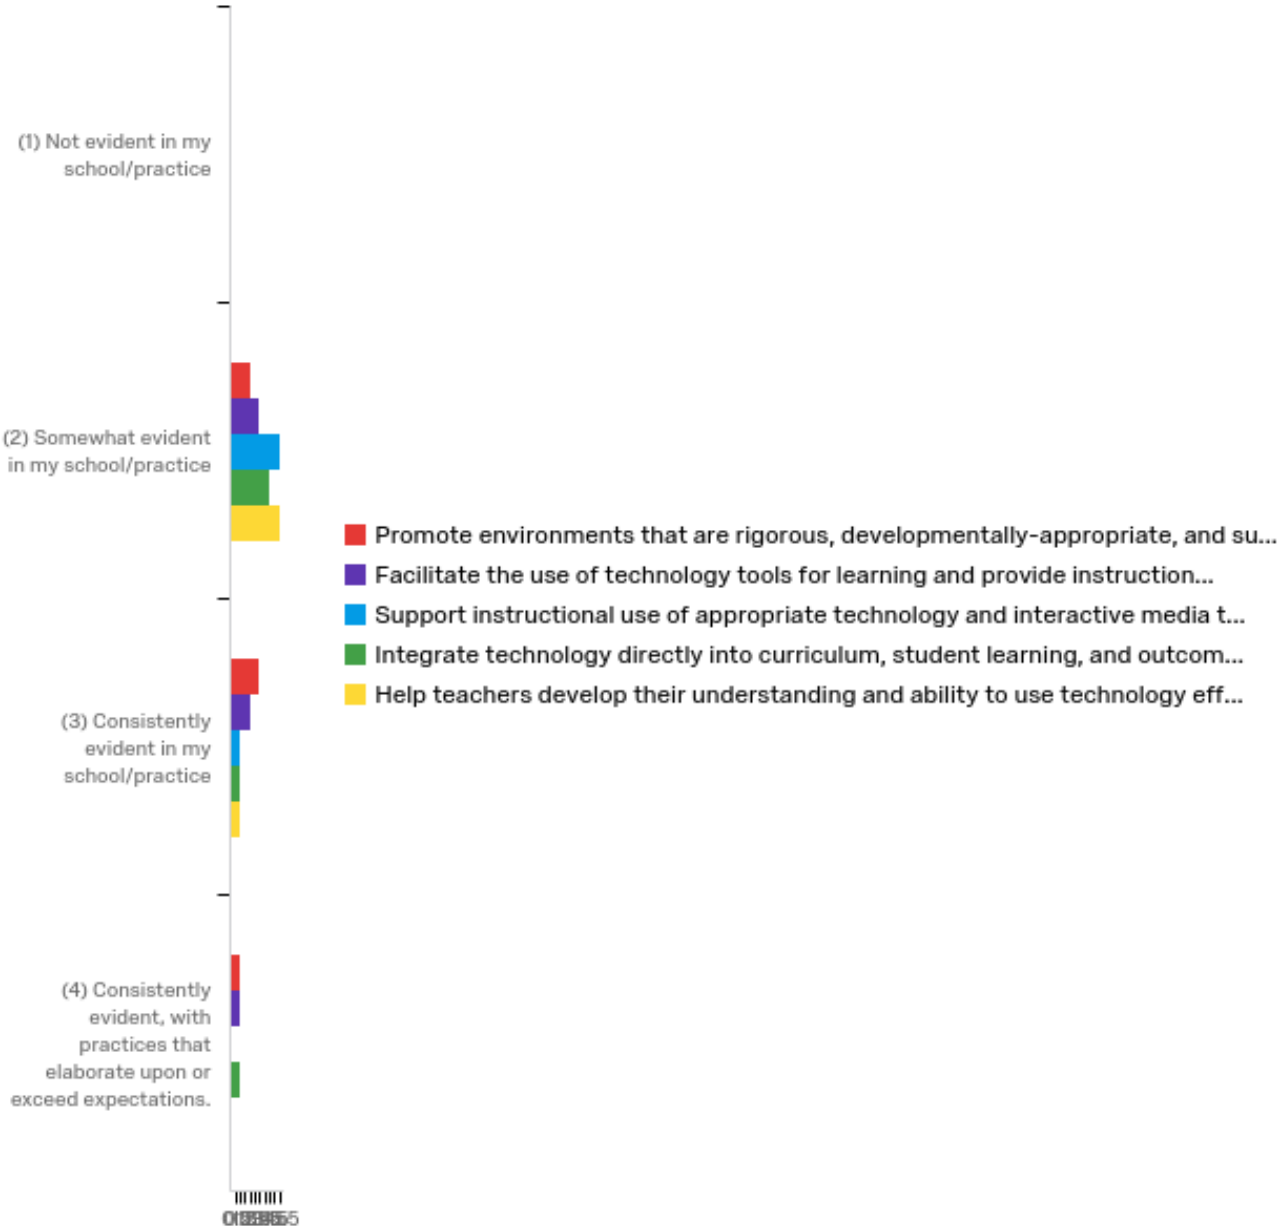 (1) Not evident in my
school/practice
(2) Somewhat evident
in my school/practice
(3) Consistently
evident in my
school/practice
(4) Consistently
evident, with
practices that
elaborate upon or
exceed expectations.
Promote environments that are rigorous, developmentally-appropriate, and su...
Facilitate the use of technology tools for learning and provide instruction...
Support instructional use of appropriate technology and interactive media t...
Integrate technology directly into curriculum, student learning, and outcom...
Help teachers develop their understanding and ability to use technology eff...